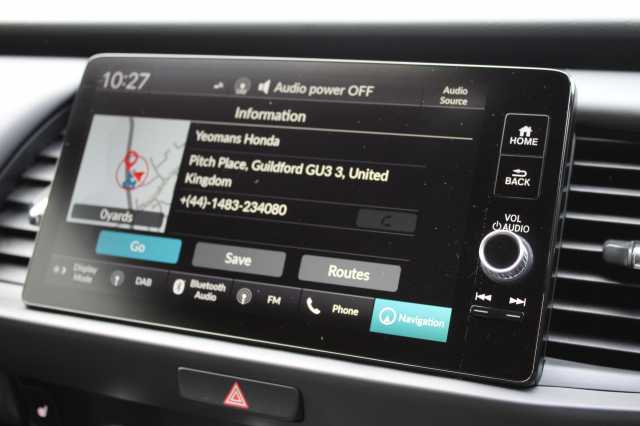 10:27
Audio power OFF
Audio
Source
Information
Yeomans Honda
Pitch Place, Guildford GU3 3, United
Kingdom
+(44)-1483-234080
0yards
Go
Save
Routes
Display
Mode
DAB
Bluetooth
Audio
FM
Phone
Navigation
HOME
BACK
VOL
AUDIO